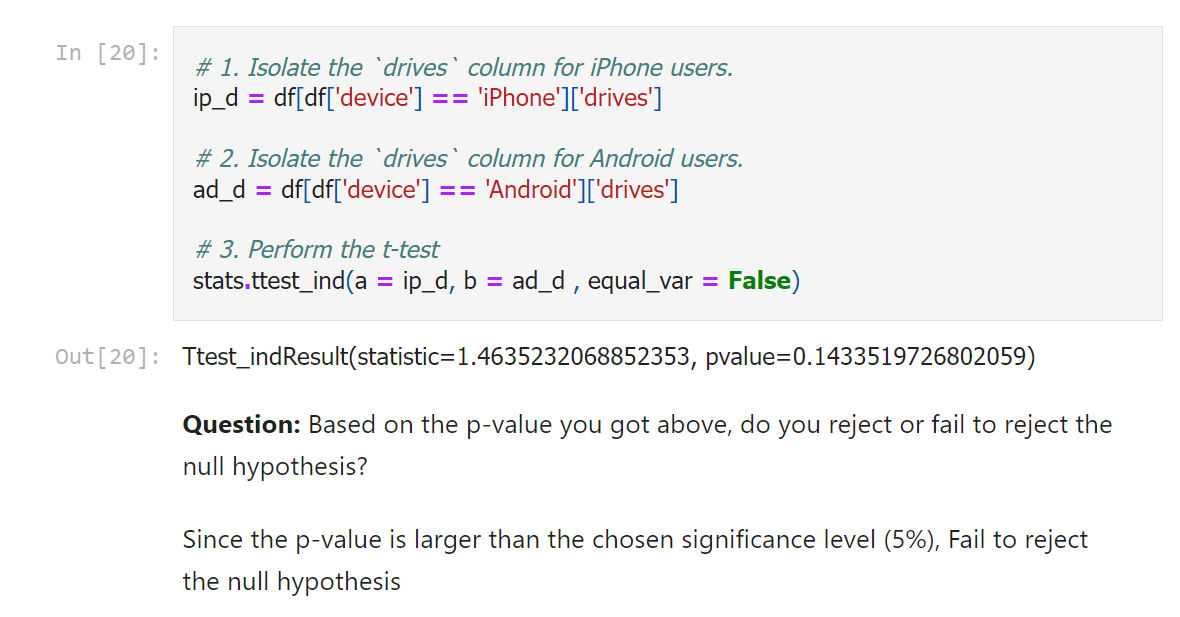 In [20]:
# 1. Isolate the `drives` column for iPhone users.
ip_d = df[df['device'] == 'iPhone']['drives']
# 2. Isolate the `drives` column for Android users.
ad_d = df[df['device'] == 'Android']['drives']
# 3. Perform the t-test
stats.ttest_ind(a = ip_d, b = ad_d , equal_var = False)
Out[20]: Ttest_indResult(statistic=1.4635232068852353, pvalue=0.1433519726802059)
Question: Based on the p-value you got above, do you reject or fail to reject the
null hypothesis?
Since the p-value is larger than the chosen significance level (5%), Fail to reject
the null hypothesis